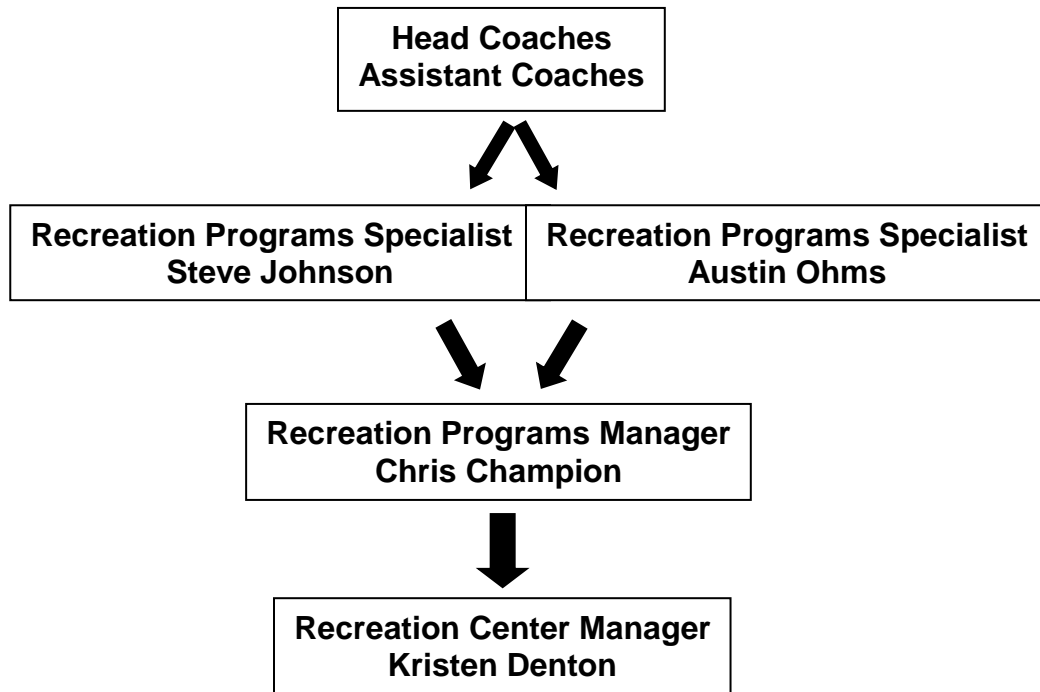 Head Coaches
Assistant Coaches
Recreation Programs Specialist
Steve Johnson
Recreation Programs Specialist
Austin Ohms
Recreation Programs Manager
Chris Champion
Recreation Center Manager
Kristen Denton